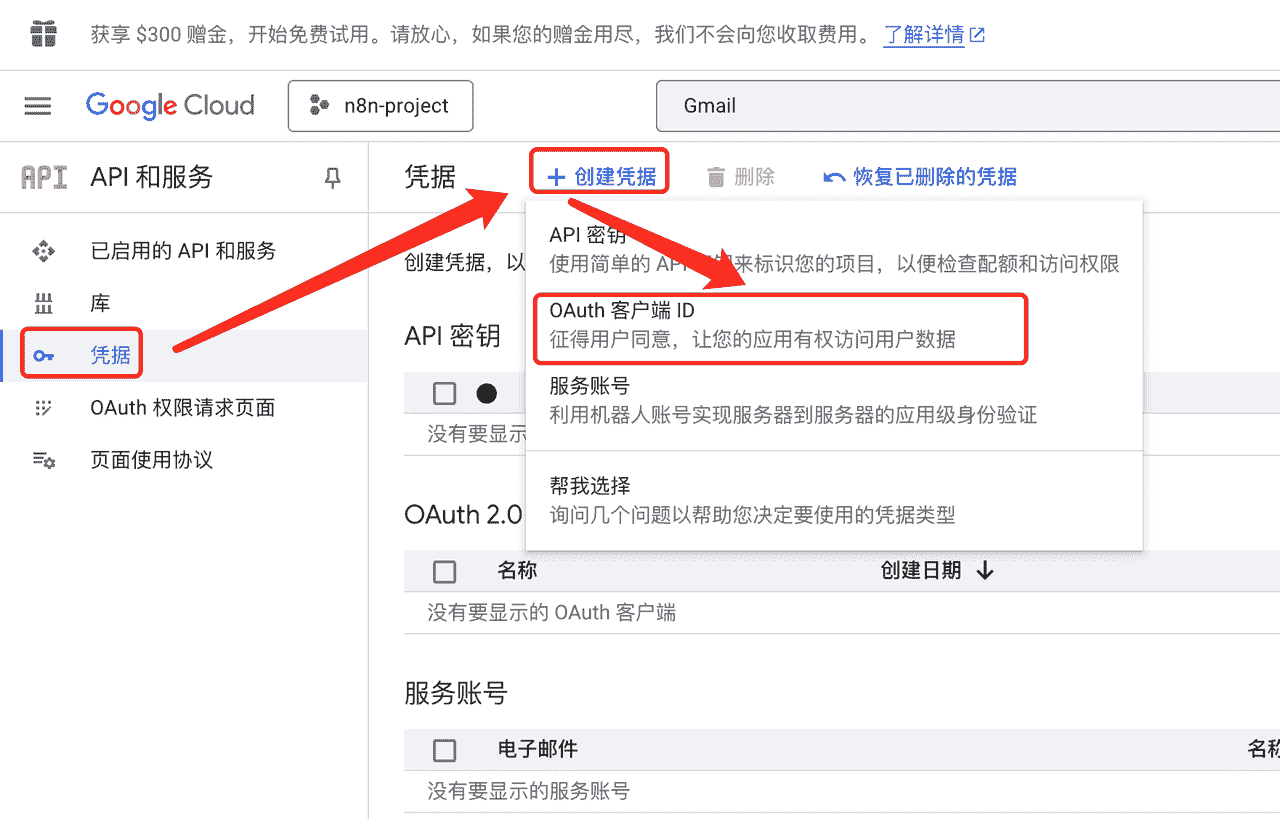 获享 $300 赠金，开始免费试用。请放心，如果您的赠金用尽，我们不会向您收取费用。 了解详情
Google Cloud
n8n-project
Gmail
API
API 和服务
凭据
+ 创建凭据
删除
恢复已删除的凭据
已启用的 API 和服务
库
凭据
OAuth 权限请求页面
页面使用协议
创建凭据，以
API 密钥
使用简单的 API 来标识您的项目，以便检查配额和访问权限
OAuth 客户端 ID
征得用户同意，让您的应用有权访问用户数据
服务账号
利用机器人账号实现服务器到服务器的应用级身份验证
帮我选择
询问几个问题以帮助您决定要使用的凭据类型
API 密钥
没有要显示
OAuth 2.0
名称
创建日期
没有要显示的 OAuth 客户端
服务账号
电子邮件
名称
没有要显示的服务账号